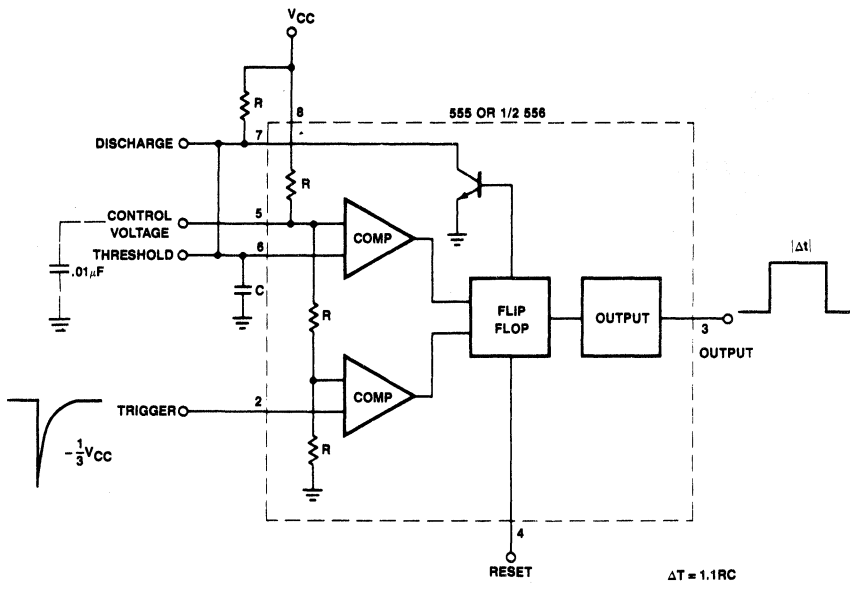 VCC
R
8
555 OR 1/2 556
DISCHARGE
7
R
CONTROL
VOLTAGE
5
COMP
THRESHOLD
6
.01μF
C
|Δt|
R
FLIP
FLOP
OUTPUT
3
OUTPUT
COMP
TRIGGER
2
-1/3VCC
R
4
RESET
ΔT = 1.1RC